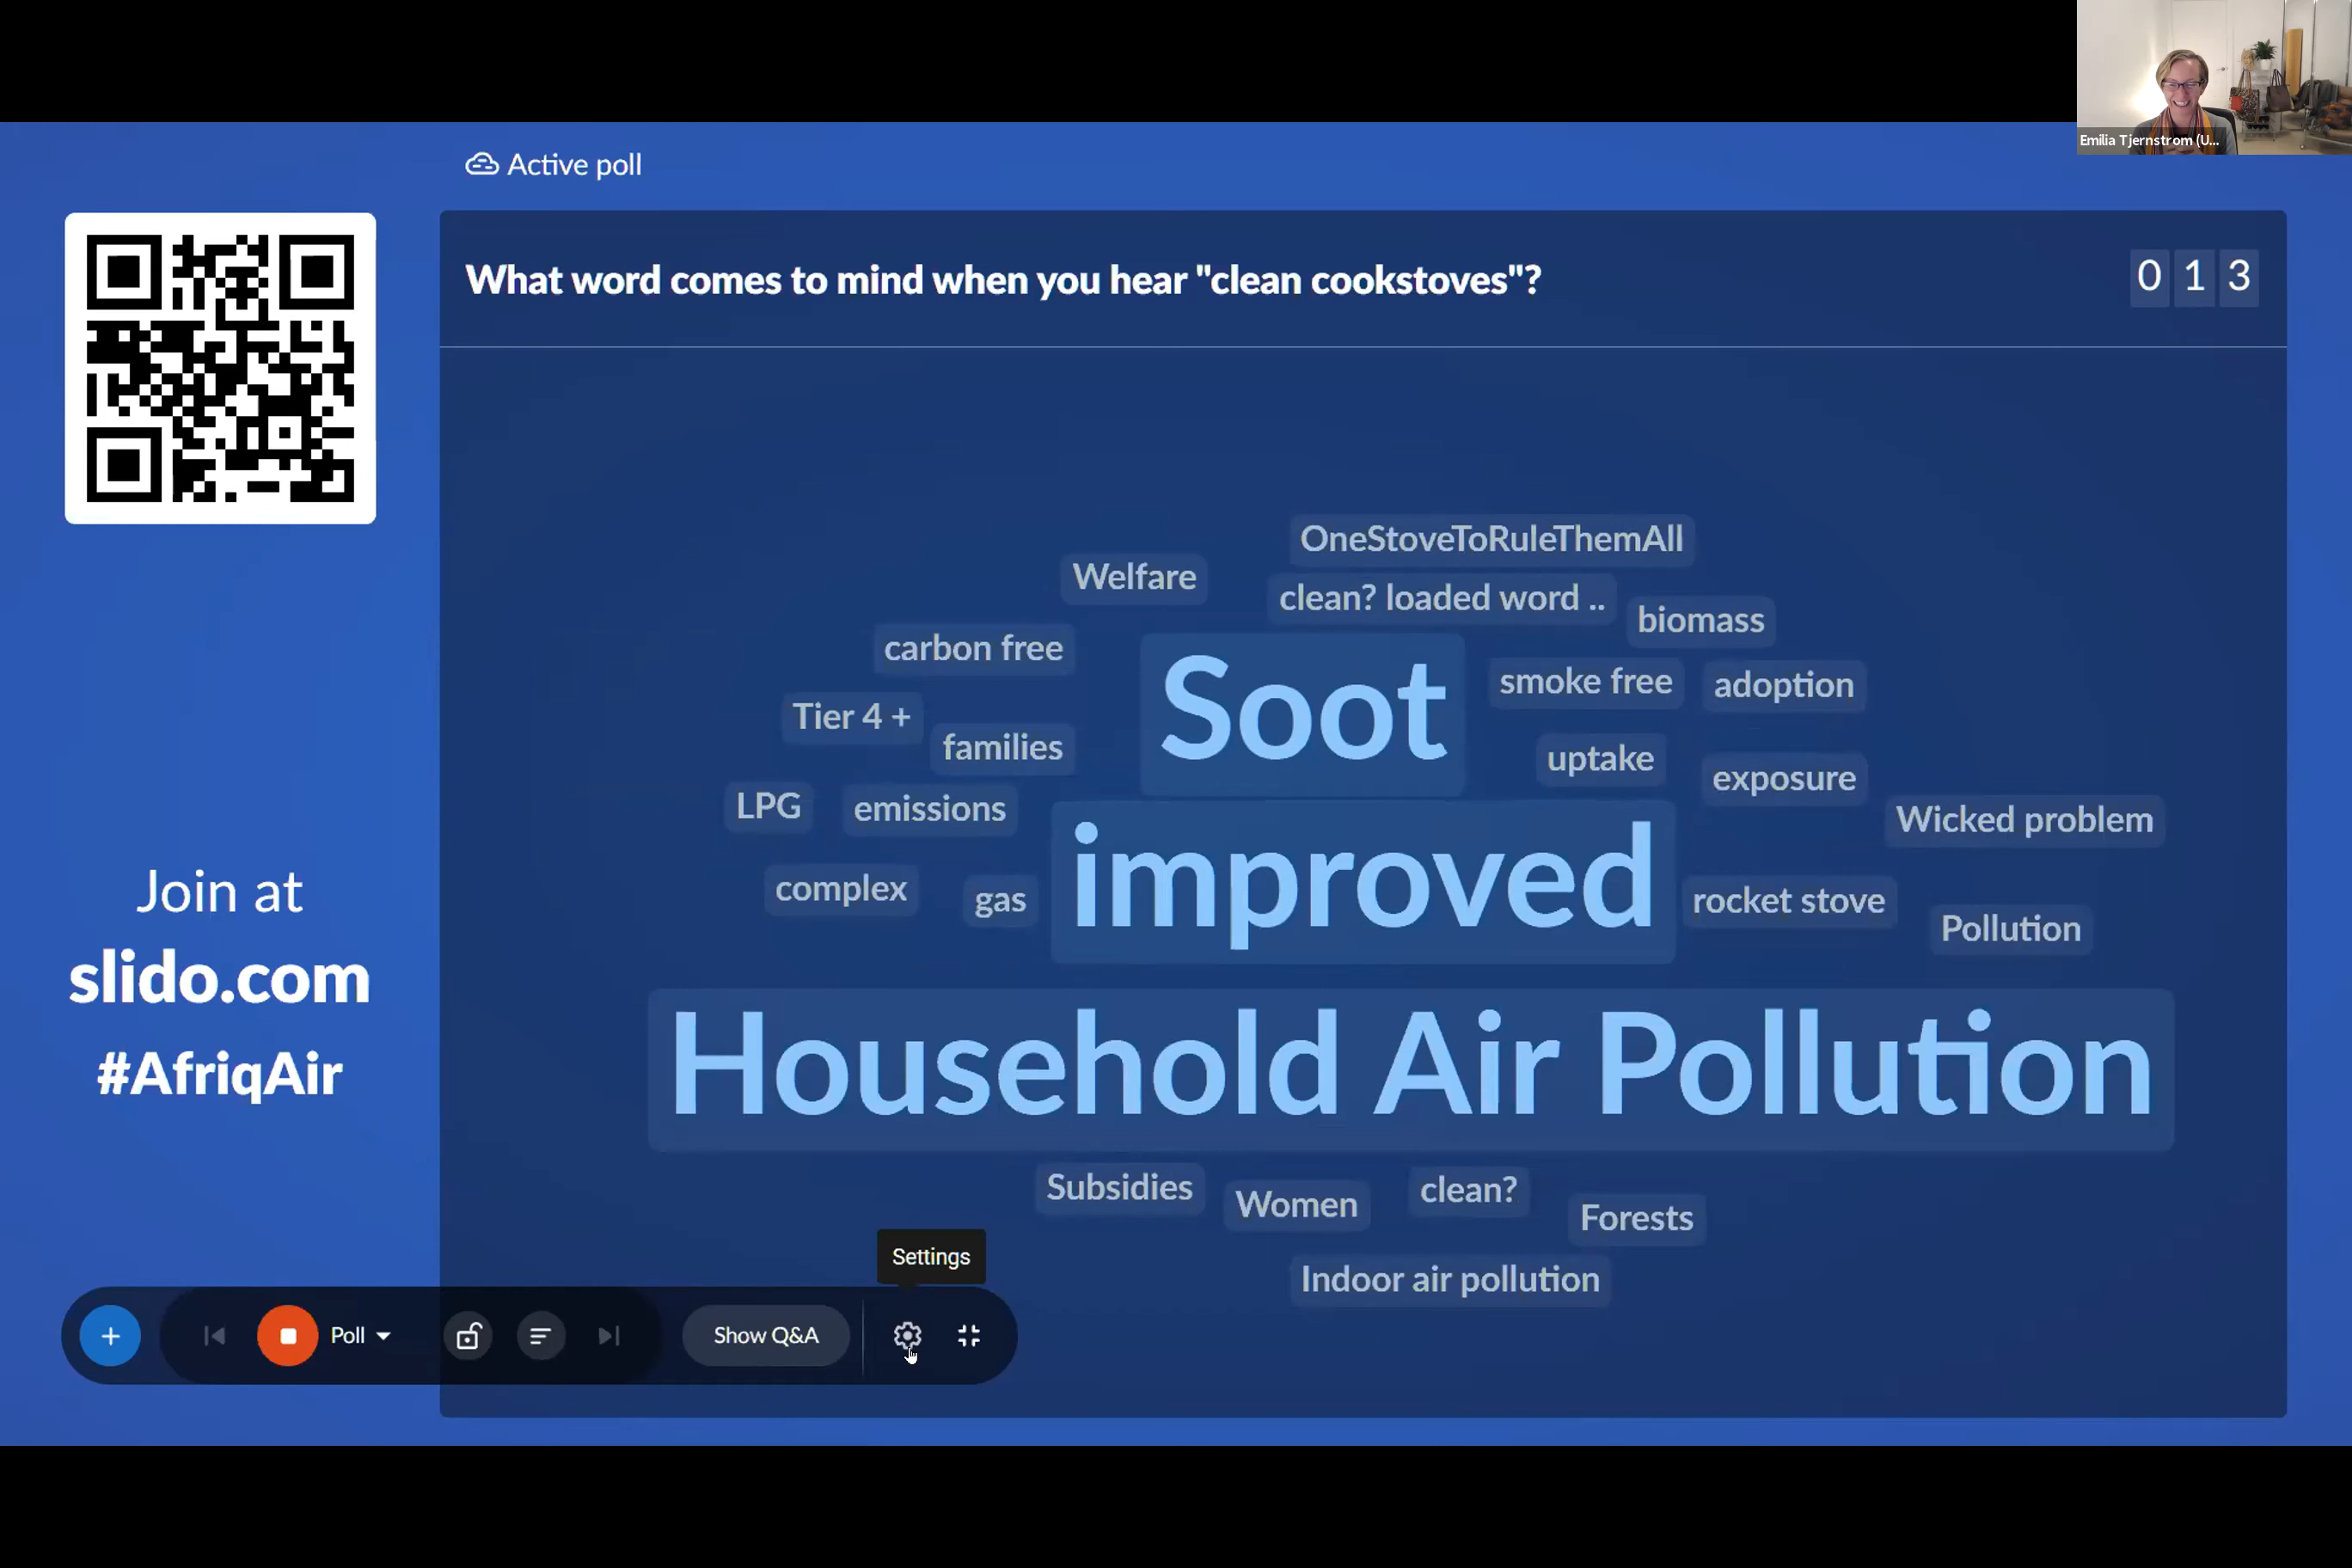 Emilia Tjernstrom (U...
Active poll
What word comes to mind when you hear "clean cookstoves"?
0 1 3
OneStoveToRuleThemAll
Welfare
clean? loaded word ..
biomass
carbon free
Soot
smoke free
adoption
Tier 4 +
families
uptake
exposure
LPG
emissions
Wicked problem
improved
complex
gas
rocket stove
Pollution
Household Air Pollution
Subsidies
Women
clean?
Forests
Indoor air pollution
Join at
slido.com
#AfriqAir
Settings
Poll
Show Q&A